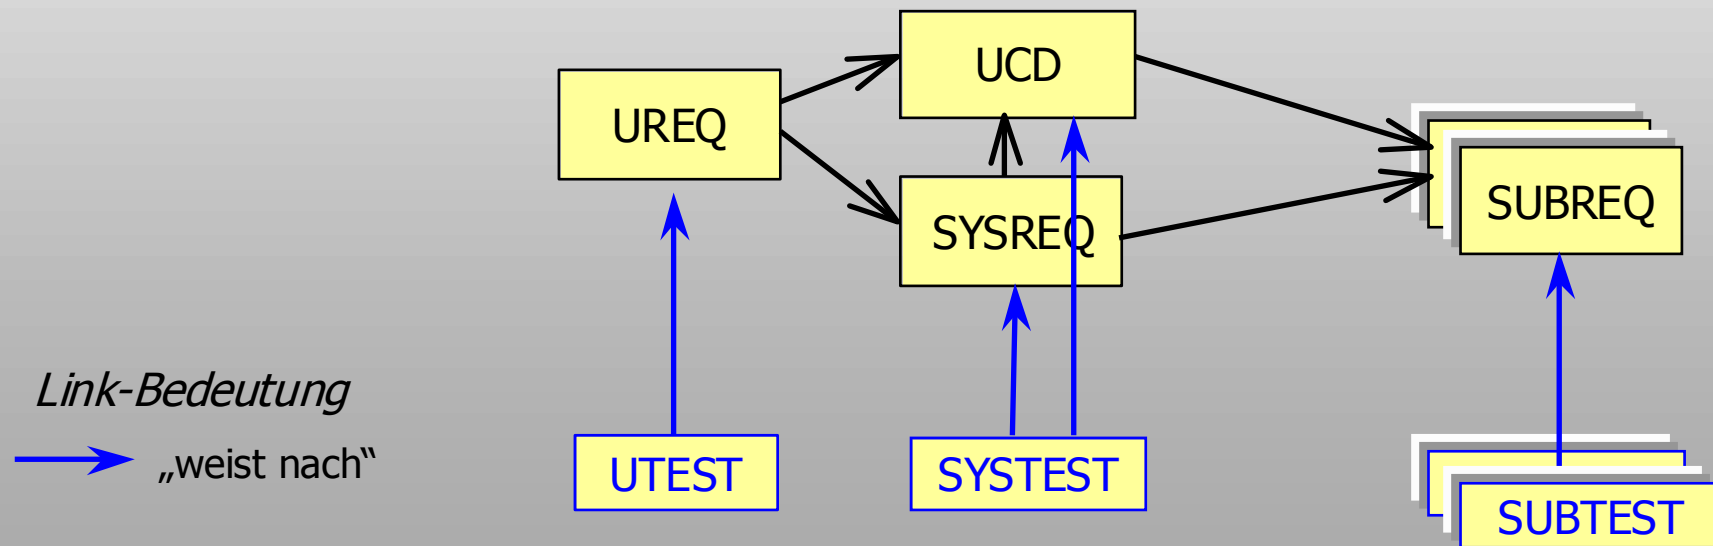 UCD
UREQ
SUBREQ
SYSREQ
Link-Bedeutung
„weist nach“
UTEST
SYSTEST
SUBTEST